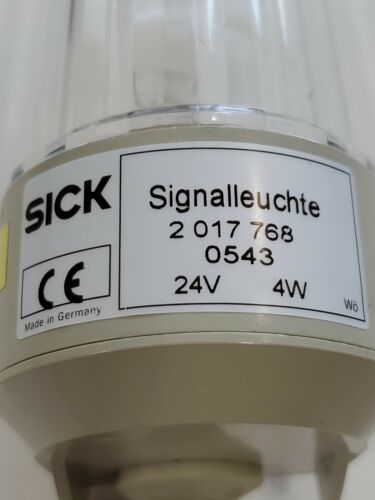 SICK
CE
Made in Germany
Signalleuchte
2 017 768
0543
24V 4W
Wö